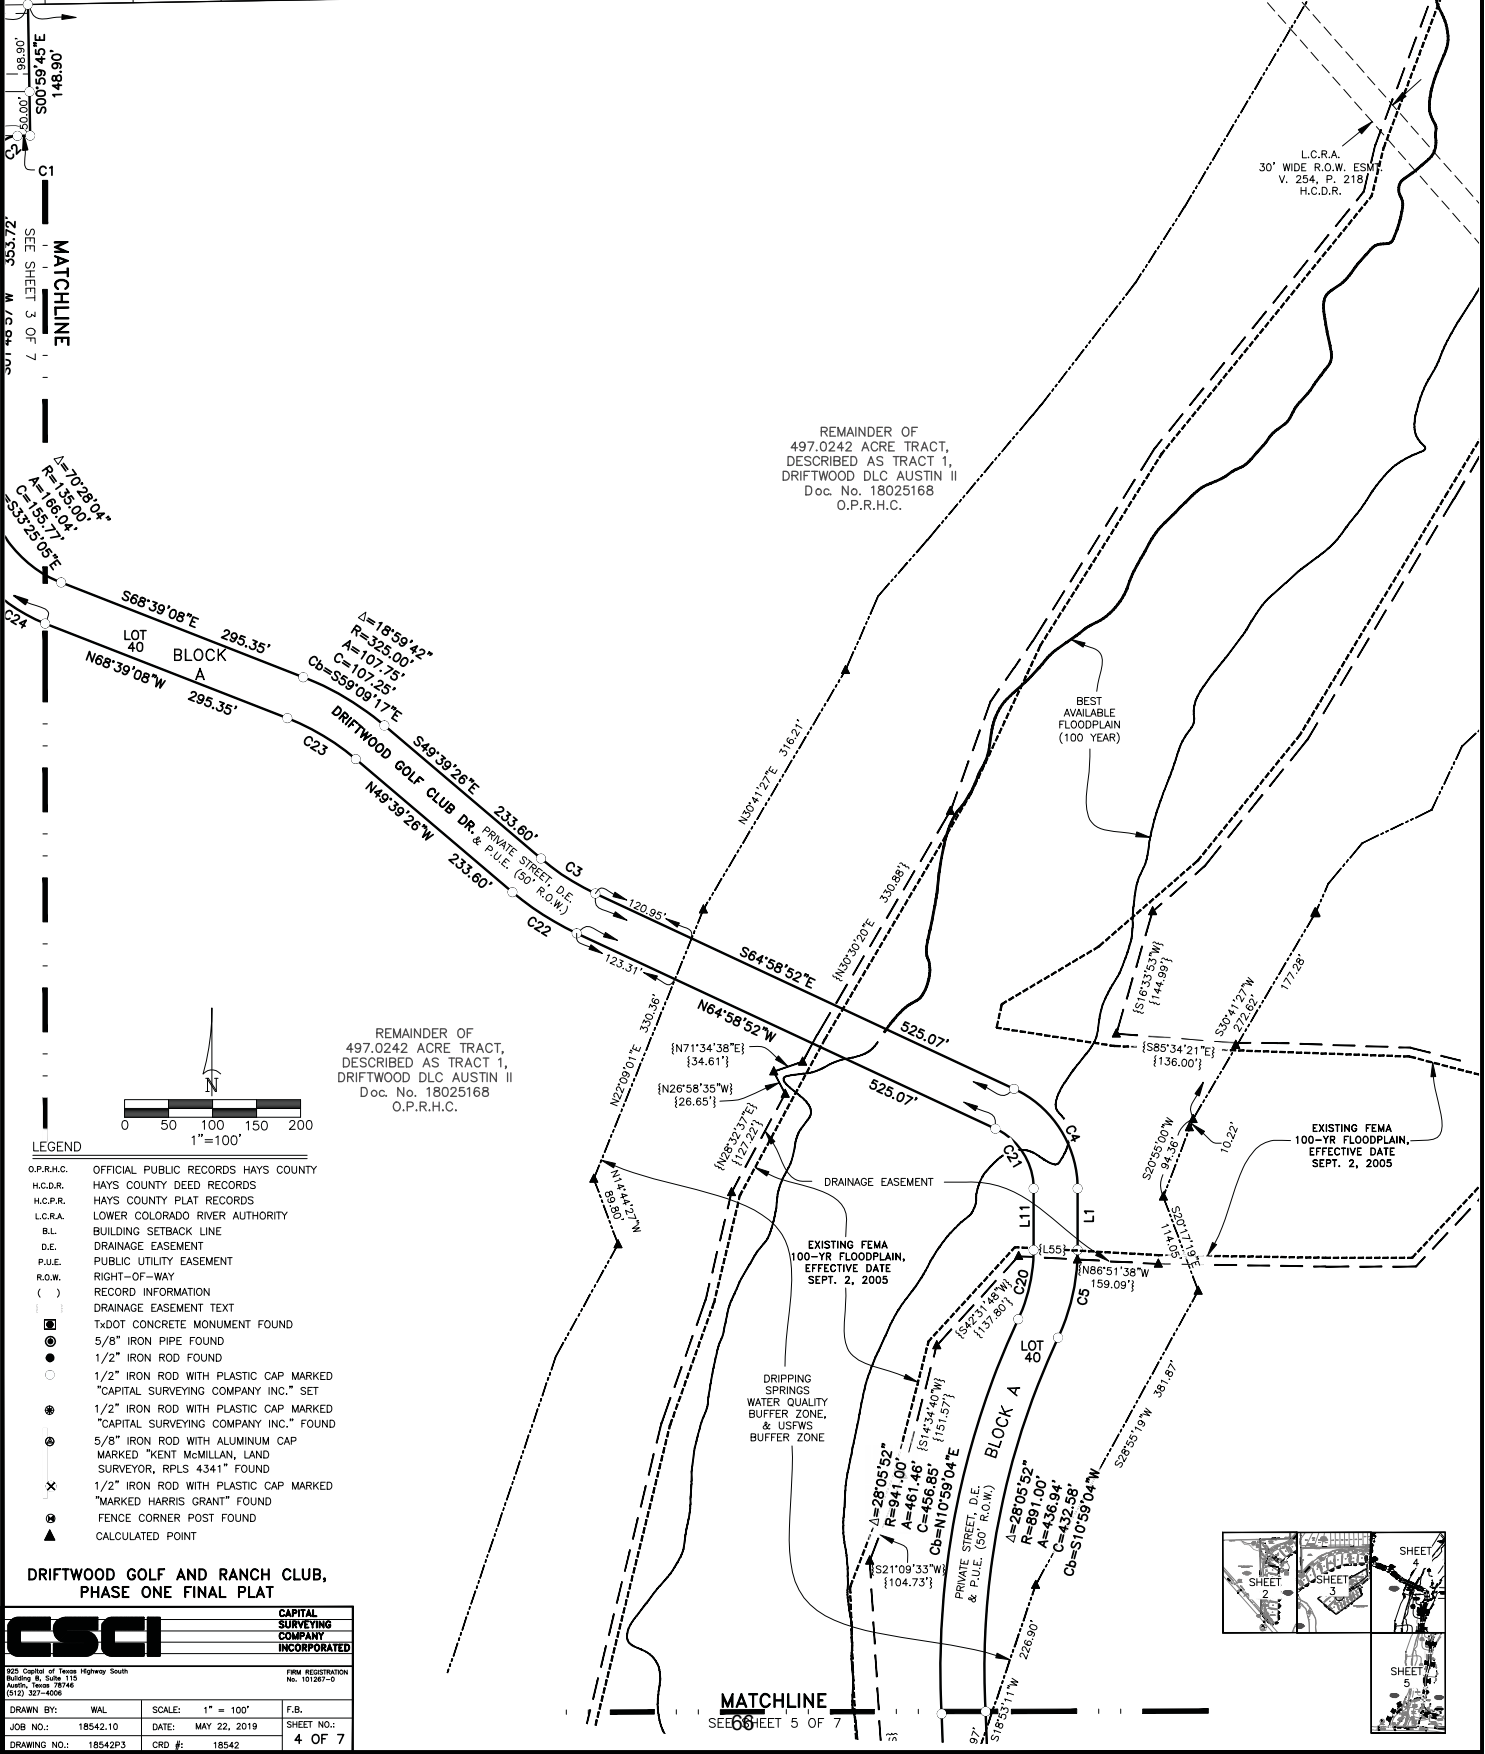 98.90'
S00°59'45"E
148.90'
50.00'
C2
C1
353.72'
SEE SHEET 3 OF 7
MATCHLINE
L.C.R.A.
30' WIDE R.O.W. ESMT.
V. 254, P. 218
H.C.D.R.
REMAINDER OF
497.0242 ACRE TRACT,
DESCRIBED AS TRACT 1,
DRIFTWOOD DLC AUSTIN II
Doc. No. 18025168
O.P.R.H.C.
Δ=70°28'04"
R=135.00'
A=166.04'
C=155.77'
=S33°25'05"E
C24
S68°39'08"E
295.35'
LOT
40
BLOCK
A
N68°39'08"W
295.35'
Δ=18°59'42"
R=325.00'
A=107.75'
C=107.25'
Cb=S59°09'17"E
C23
DRIFTWOOD GOLF CLUB DR.
PRIVATE STREET, D.E.
& P.U.E. (50' R.O.W.)
S49°39'26"E
233.60'
N49°39'26"W
233.60'
C3
C22
120.95'
123.31'
S64°58'52"E
525.07'
N64°58'52"W
525.07'
N30°41'27"E 316.21'
{N30°30'20"E 330.88'}
BEST
AVAILABLE
FLOODPLAIN
(100 YEAR)
{S16°33'53"W}
{144.99'}
S30°41'27"W
272.62'
177.28'
{S85°34'21"E}
{136.00'}
N22°09'01"E 330.36'
{N71°34'38"E}
{34.61'}
{N26°58'35"W}
{26.65'}
{N28°32'37"E}
{127.22'}
N14°44'27"W
89.80'
REMAINDER OF
497.0242 ACRE TRACT,
DESCRIBED AS TRACT 1,
DRIFTWOOD DLC AUSTIN II
Doc. No. 18025168
O.P.R.H.C.
C4
C21
L11
L1
DRAINAGE EASEMENT
S20°55'00"W
94.36'
10.22'
EXISTING FEMA
100-YR FLOODPLAIN,
EFFECTIVE DATE
SEPT. 2, 2005
S20°17'19"E
114.05'
EXISTING FEMA
100-YR FLOODPLAIN,
EFFECTIVE DATE
SEPT. 2, 2005
{L55}
{N86°51'38"W
159.09'}
C20
C5
{S42°31'48"W}
{137.80'}
LOT
40
DRIPPING
SPRINGS
WATER QUALITY
BUFFER ZONE,
& USFWS
BUFFER ZONE
{S14°34'40"W}
{151.57'}
BLOCK A
S28°55'19"W 381.87'
Δ=28°05'52"
R=941.00'
A=461.46'
C=456.85'
Cb=N10°59'04"E
PRIVATE STREET, D.E.
& P.U.E. (50' R.O.W.)
Δ=28°05'52"
R=891.00'
A=436.94'
C=432.58'
Cb=S10°59'04"W
{S21°09'33"W}
{104.73'}
226.90'
S18°53'11"W
97'
MATCHLINE
SEE SHEET 5 OF 7
66
N
0 50 100 150 200
1"=100'
LEGEND
O.P.R.H.C. OFFICIAL PUBLIC RECORDS HAYS COUNTY
H.C.D.R. HAYS COUNTY DEED RECORDS
H.C.P.R. HAYS COUNTY PLAT RECORDS
L.C.R.A. LOWER COLORADO RIVER AUTHORITY
B.L. BUILDING SETBACK LINE
D.E. DRAINAGE EASEMENT
P.U.E. PUBLIC UTILITY EASEMENT
R.O.W. RIGHT-OF-WAY
( ) RECORD INFORMATION
DRAINAGE EASEMENT TEXT
TxDOT CONCRETE MONUMENT FOUND
5/8" IRON PIPE FOUND
1/2" IRON ROD FOUND
1/2" IRON ROD WITH PLASTIC CAP MARKED
"CAPITAL SURVEYING COMPANY INC." SET
1/2" IRON ROD WITH PLASTIC CAP MARKED
"CAPITAL SURVEYING COMPANY INC." FOUND
5/8" IRON ROD WITH ALUMINUM CAP
MARKED "KENT McMILLAN, LAND
SURVEYOR, RPLS 4341" FOUND
1/2" IRON ROD WITH PLASTIC CAP MARKED
"MARKED HARRIS GRANT" FOUND
FENCE CORNER POST FOUND
CALCULATED POINT
DRIFTWOOD GOLF AND RANCH CLUB,
PHASE ONE FINAL PLAT
CSCI
CAPITAL
SURVEYING
COMPANY
INCORPORATED
925 Capital of Texas Highway South
Building B, Suite 115
Austin, Texas 78746
(512) 327-4006
FIRM REGISTRATION
No. 101267-0
DRAWN BY: WAL SCALE: 1" = 100' F.B.
JOB NO.: 18542.10 DATE: MAY 22, 2019 SHEET NO.:
4 OF 7
DRAWING NO.: 18542P3 CRD #: 18542
SHEET
2
SHEET
3
SHEET
4
SHEET
5